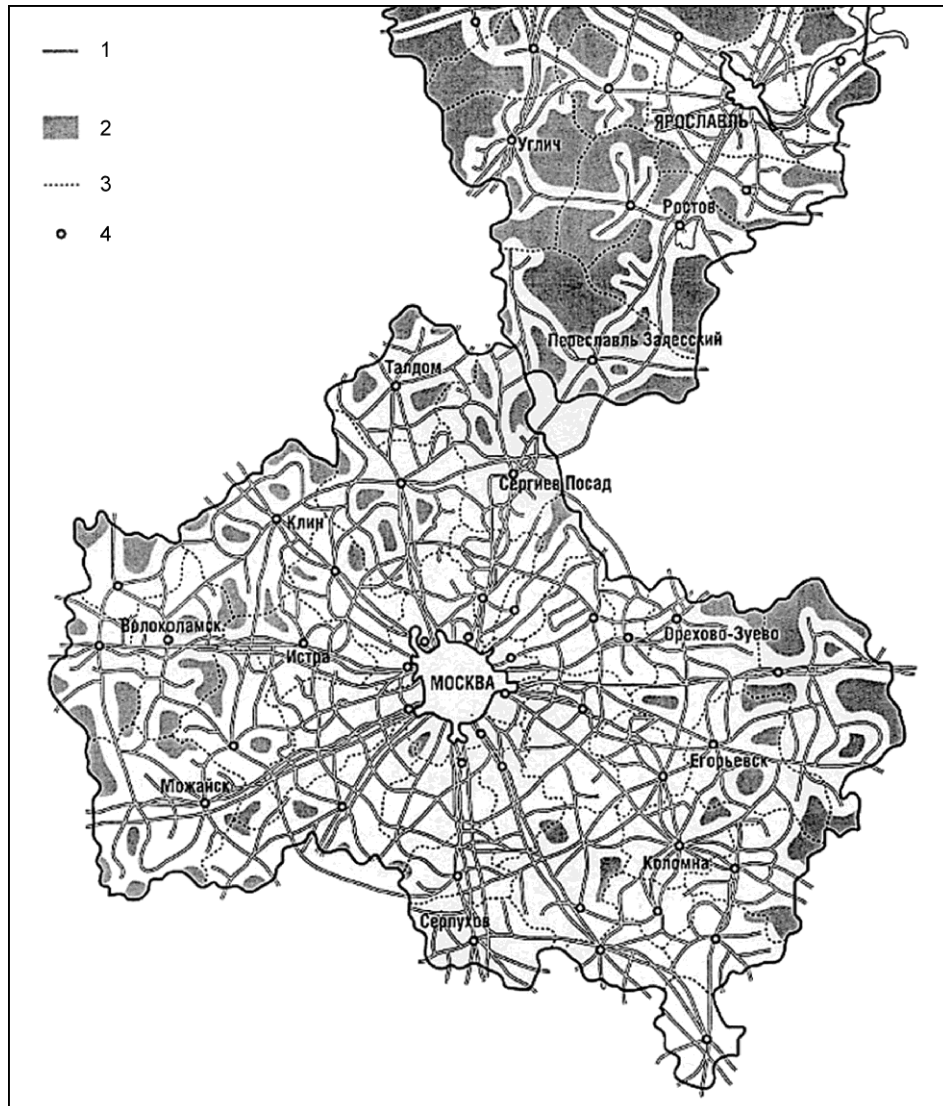 1
2
3
4
ЯРОСЛАВЛЬ
Углич
Ростов
Переславль Залесский
Талдом
Сергиев Посад
Клин
Волоколамск
Орехово-Зуево
Истра
МОСКВА
Егорьевск
Можайск
Коломна
Серпухов